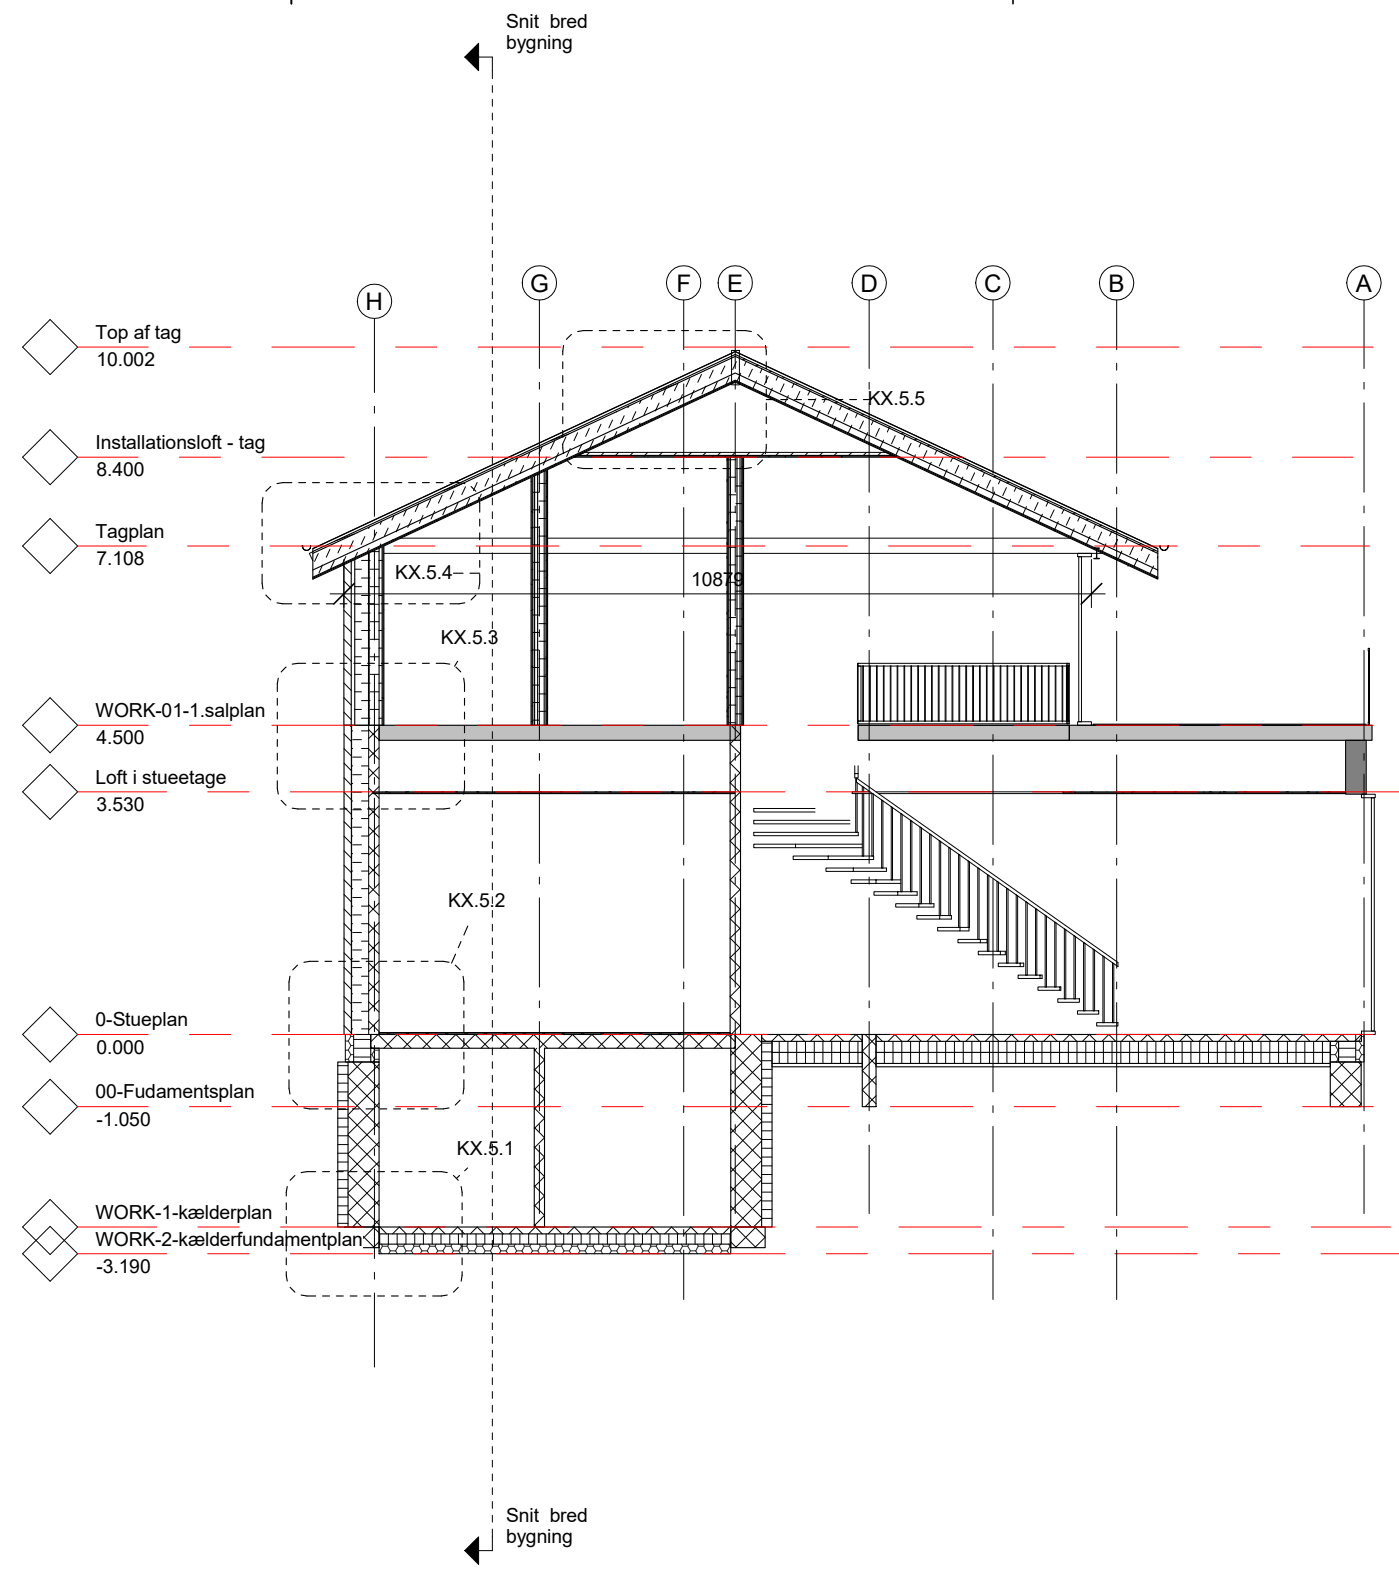 Snit bred
bygning
H
G
F
E
D
C
B
A
Top af tag
10.002
KX.5.5
Installationsloft - tag
8.400
Tagplan
7.108
KX.5.4
10879
KX.5.3
WORK-01-1.salplan
4.500
Loft i stueetage
3.530
KX.5.2
0-Stueplan
0.000
00-Fudamentsplan
-1.050
KX.5.1
WORK-1-kælderplan
WORK-2-kælderfundamentplan
-3.190
Snit bred
bygning